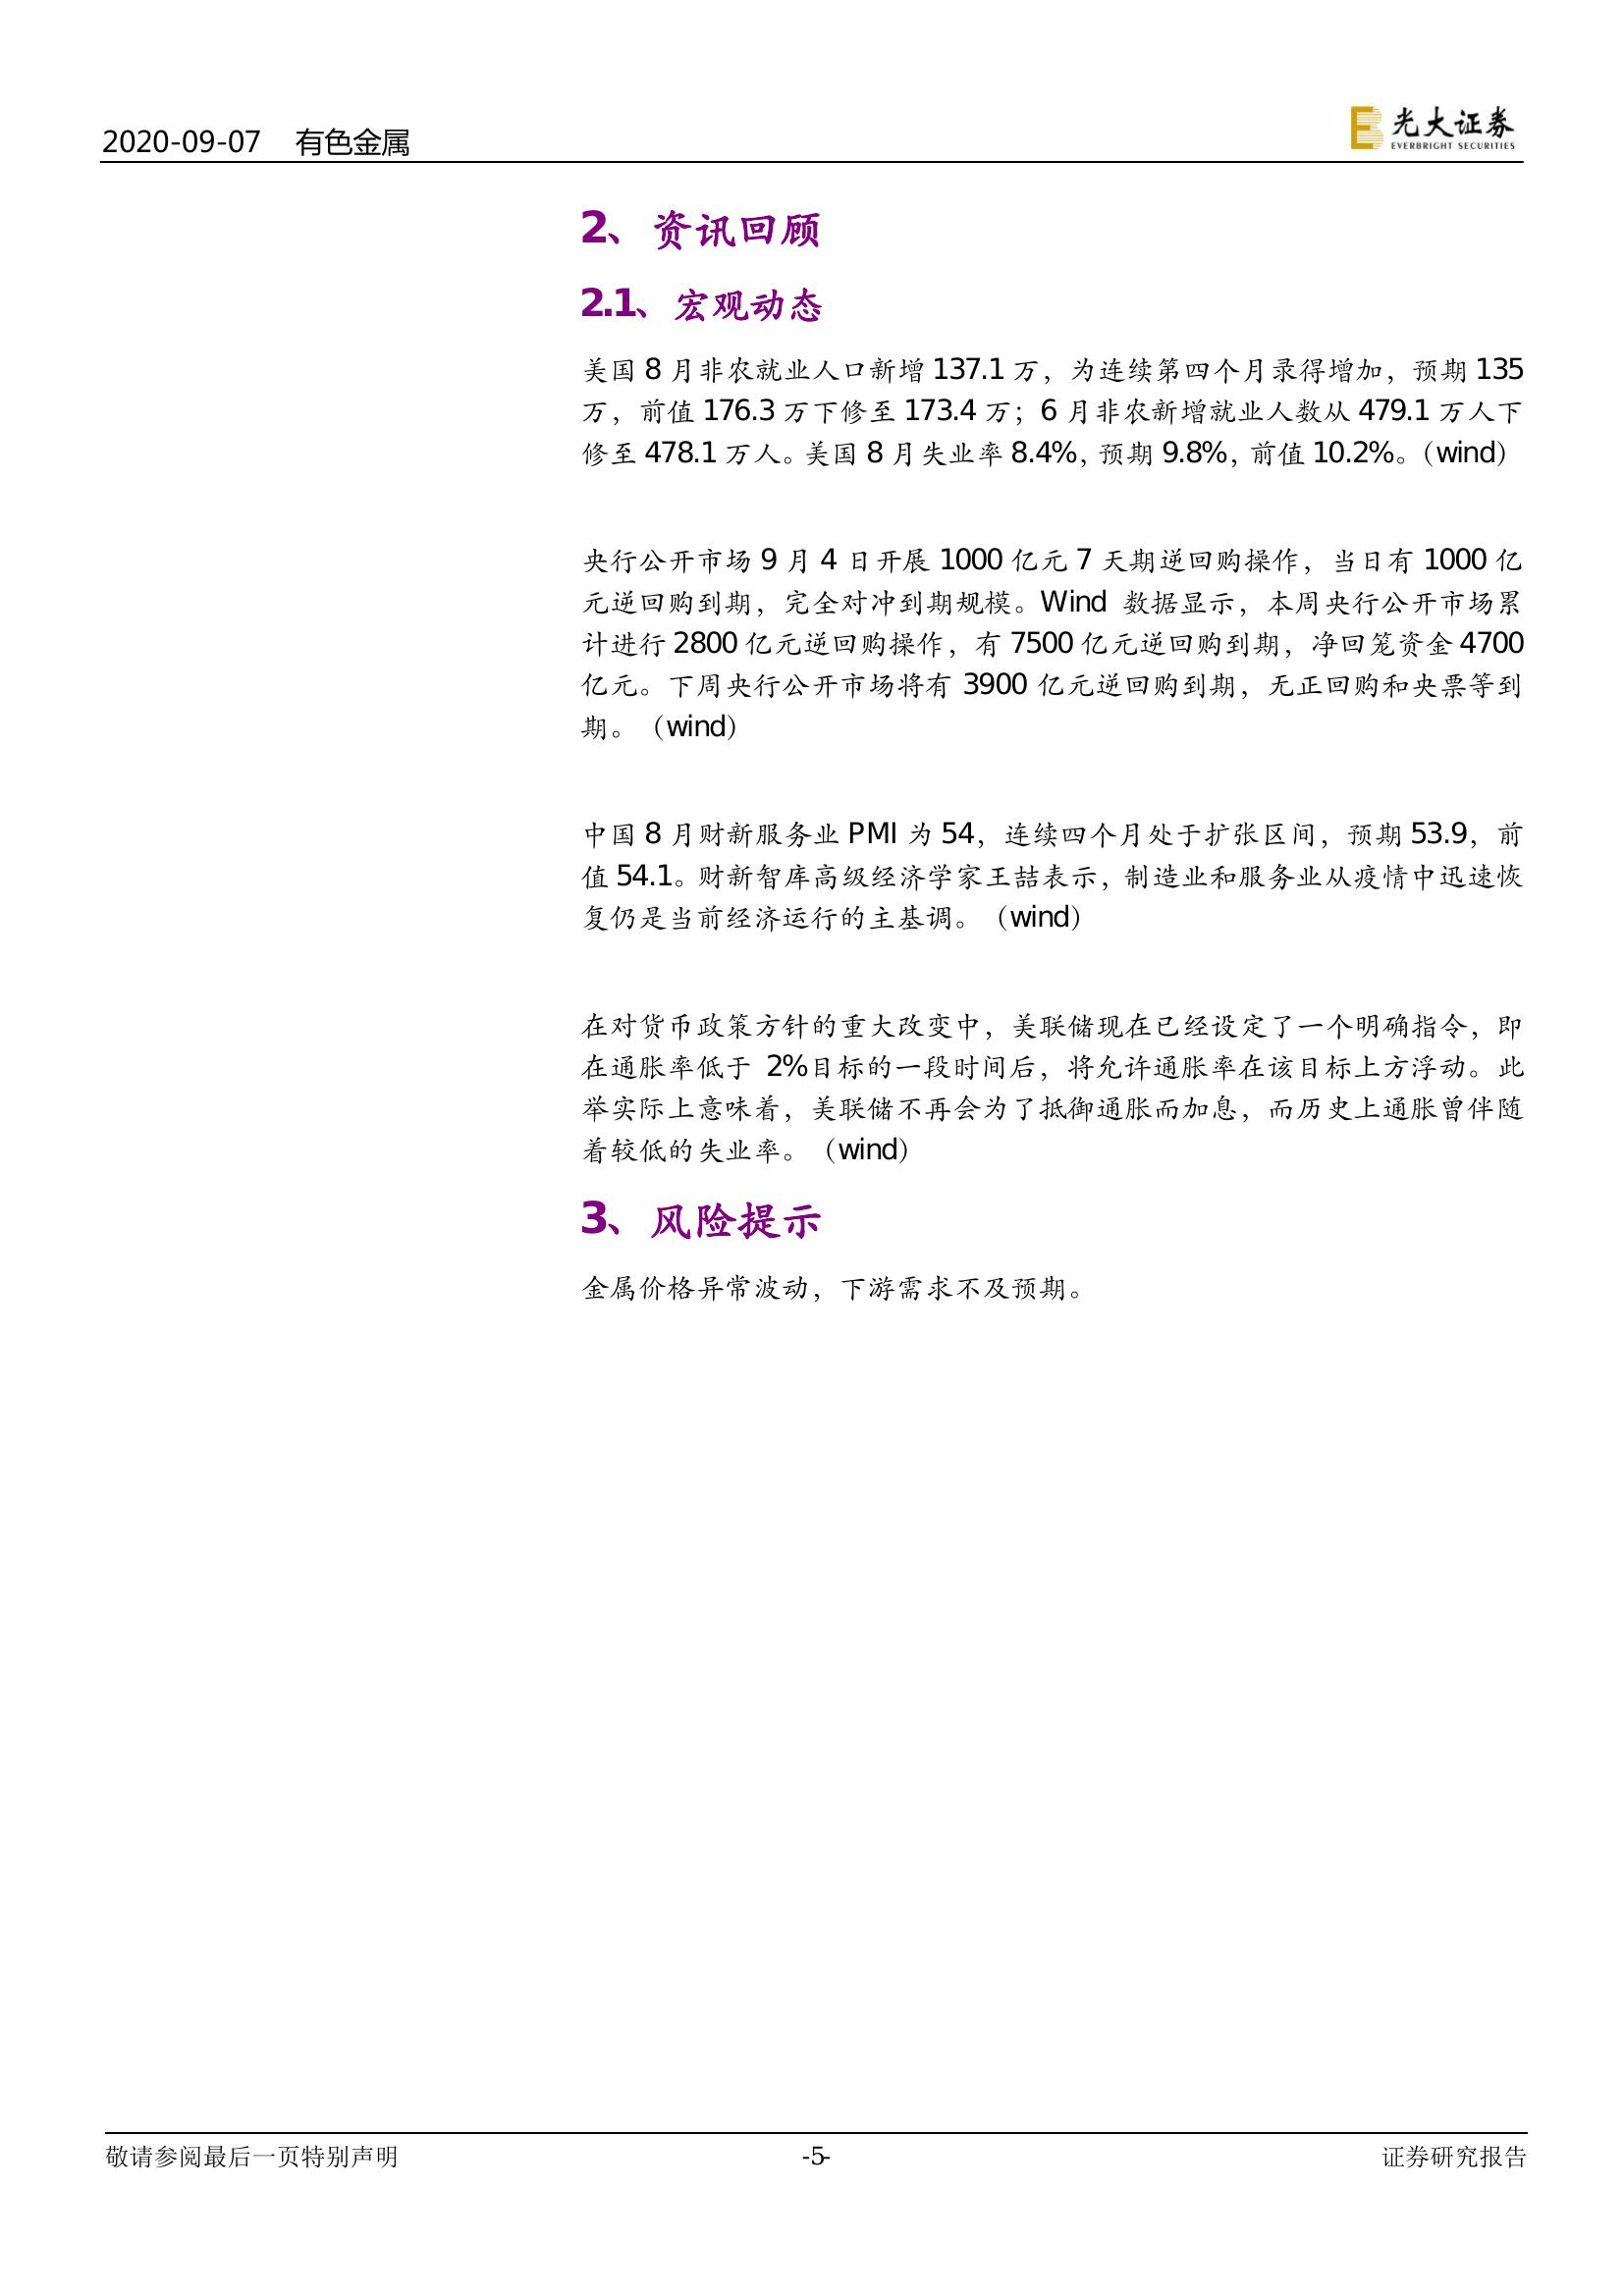 2020-09-07 有色金属
光大证券
EVERBRIGHT SECURITIES
2、资讯回顾
2.1、宏观动态
美国 8 月非农就业人口新增 137.1 万，为连续第四个月录得增加，预期 135
万，前值 176.3 万下修至 173.4 万；6 月非农新增就业人数从 479.1 万人下
修至 478.1 万人。美国 8 月失业率 8.4%，预期 9.8%，前值 10.2%。（wind）
央行公开市场 9 月 4 日开展 1000 亿元 7 天期逆回购操作，当日有 1000 亿
元逆回购到期，完全对冲到期规模。Wind 数据显示，本周央行公开市场累
计进行 2800 亿元逆回购操作，有 7500 亿元逆回购到期，净回笼资金 4700
亿元。下周央行公开市场将有 3900 亿元逆回购到期，无正回购和央票等到
期。（wind）
中国 8 月财新服务业 PMI 为 54，连续四个月处于扩张区间，预期 53.9，前
值 54.1。财新智库高级经济学家王喆表示，制造业和服务业从疫情中迅速恢
复仍是当前经济运行的主基调。（wind）
在对货币政策方针的重大改变中，美联储现在已经设定了一个明确指令，即
在通胀率低于 2%目标的一段时间后，将允许通胀率在该目标上方浮动。此
举实际上意味着，美联储不再会为了抵御通胀而加息，而历史上通胀曾伴随
着较低的失业率。（wind）
3、风险提示
金属价格异常波动，下游需求不及预期。
敬请参阅最后一页特别声明 -5- 证券研究报告